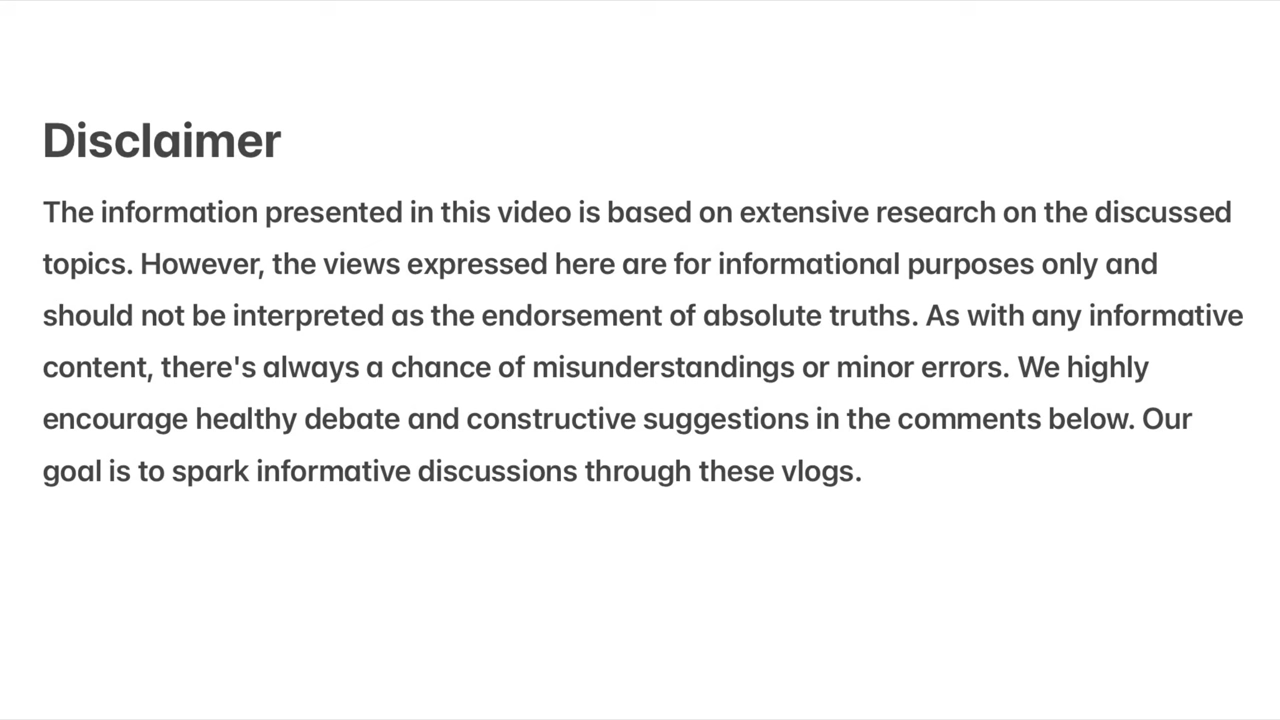 Disclaimer
The information presented in this video is based on extensive research on the discussed
topics. However, the views expressed here are for informational purposes only and
should not be interpreted as the endorsement of absolute truths. As with any informative
content, there's always a chance of misunderstandings or minor errors. We highly
encourage healthy debate and constructive suggestions in the comments below. Our
goal is to spark informative discussions through these vlogs.